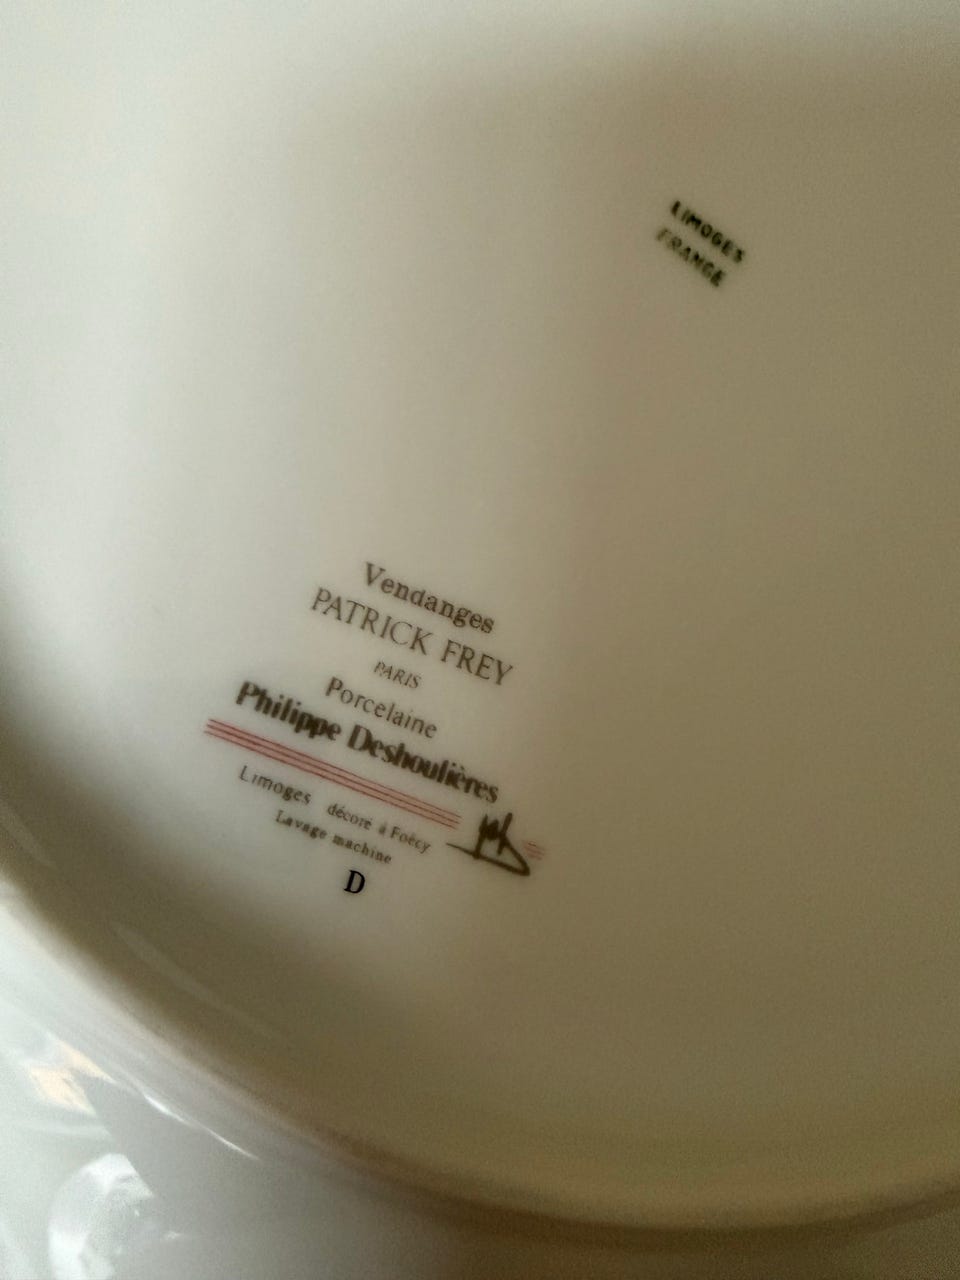 LIMOGES
FRANCE
Vendanges
PATRICK FREY
PARIS
Porcelaine
Philippe Deshoulières
Limoges décoré à Foëcy
Lavage machine
D